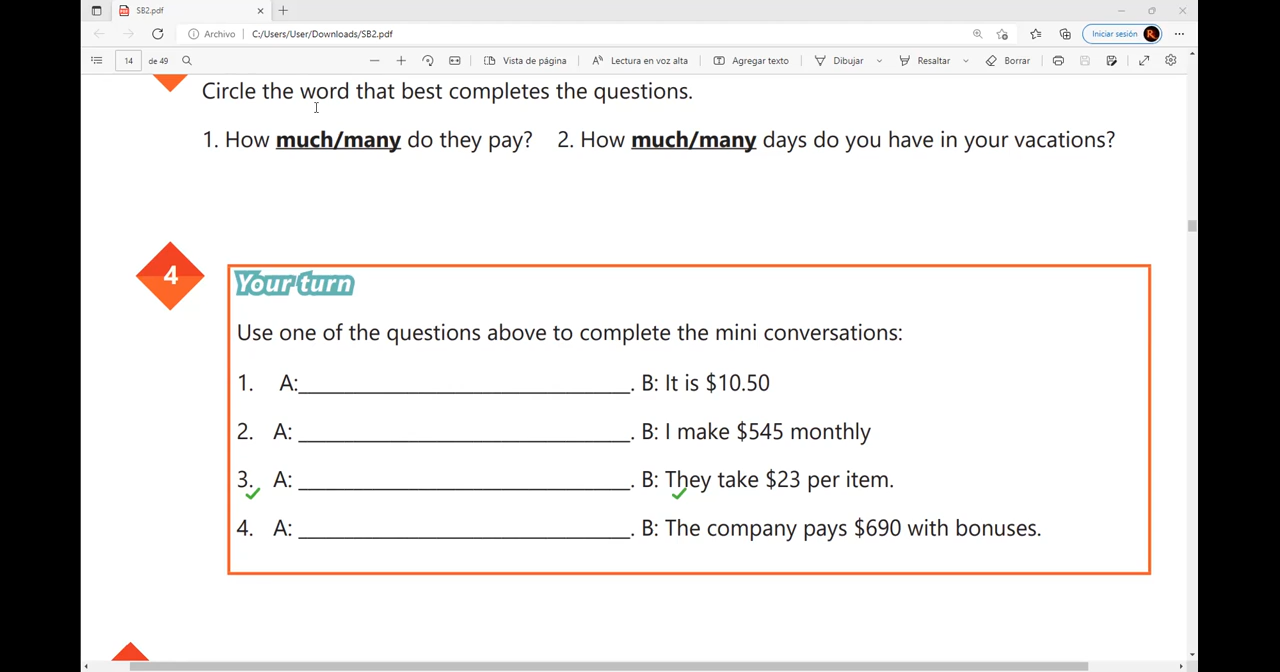 SB2.pdf
Archivo C:/Users/User/Downloads/SB2.pdf Iniciar sesión R
14 de 49 Vista de página Lectura en voz alta Agregar texto Dibujar Resaltar Borrar
Circle the word that best completes the questions.
1. How much/many do they pay? 2. How much/many days do you have in your vacations?
4
Your turn
Use one of the questions above to complete the mini conversations:
1. A:______________________________. B: It is $10.50
2. A: ______________________________. B: I make $545 monthly
3. A: ______________________________. B: They take $23 per item.
4. A: ______________________________. B: The company pays $690 with bonuses.